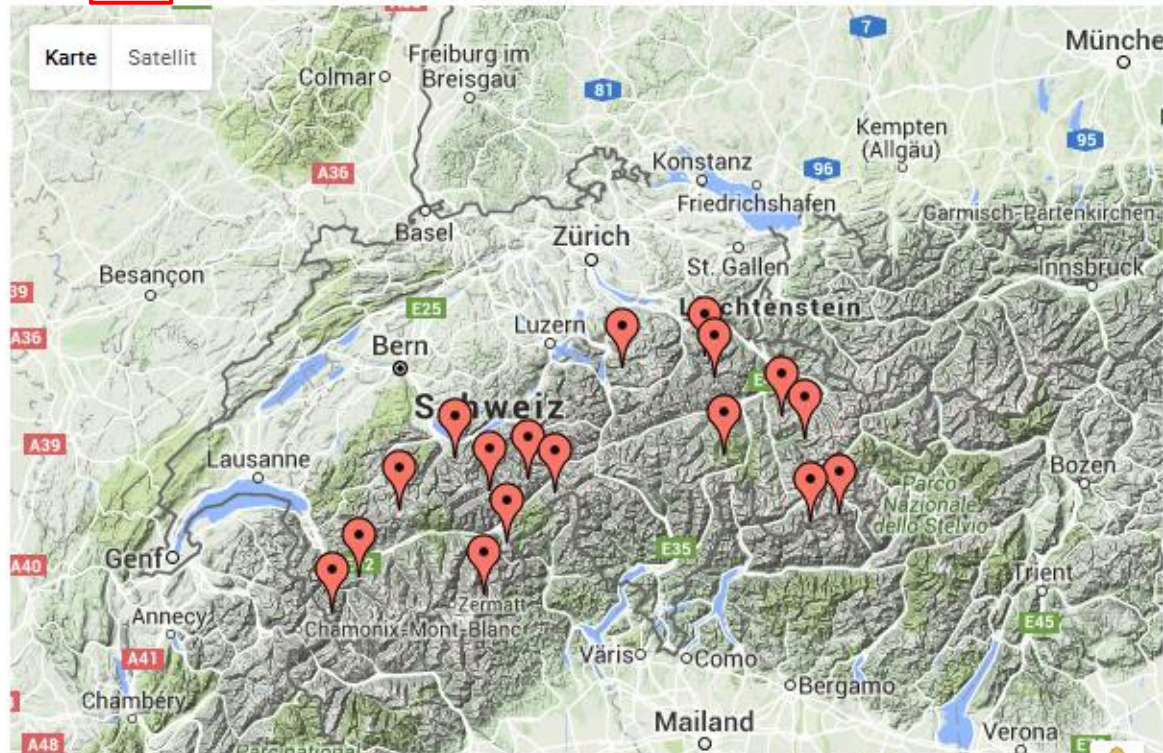 Karte
Satellit
7
Münche
Freiburg im
Breisgau
Colmar
81
Kempten
(Allgäu)
95
A36
Konstanz
96
Friedrichshafen
Garmisch-Partenkirchen
Basel
Zürich
St. Gallen
Innsbruck
Besançon
39
E25
Luzern
A36
Bern
Schweiz
A39
Lausanne
Bozen
Parco
Nazionale
dello Stelvio
Genf
E35
A40
Trient
Annecy
Zermatt
Chamonix-Mont-Blanc
E45
A41
Väris
Como
Bergamo
Chambéry
Mailand
Verona
A48